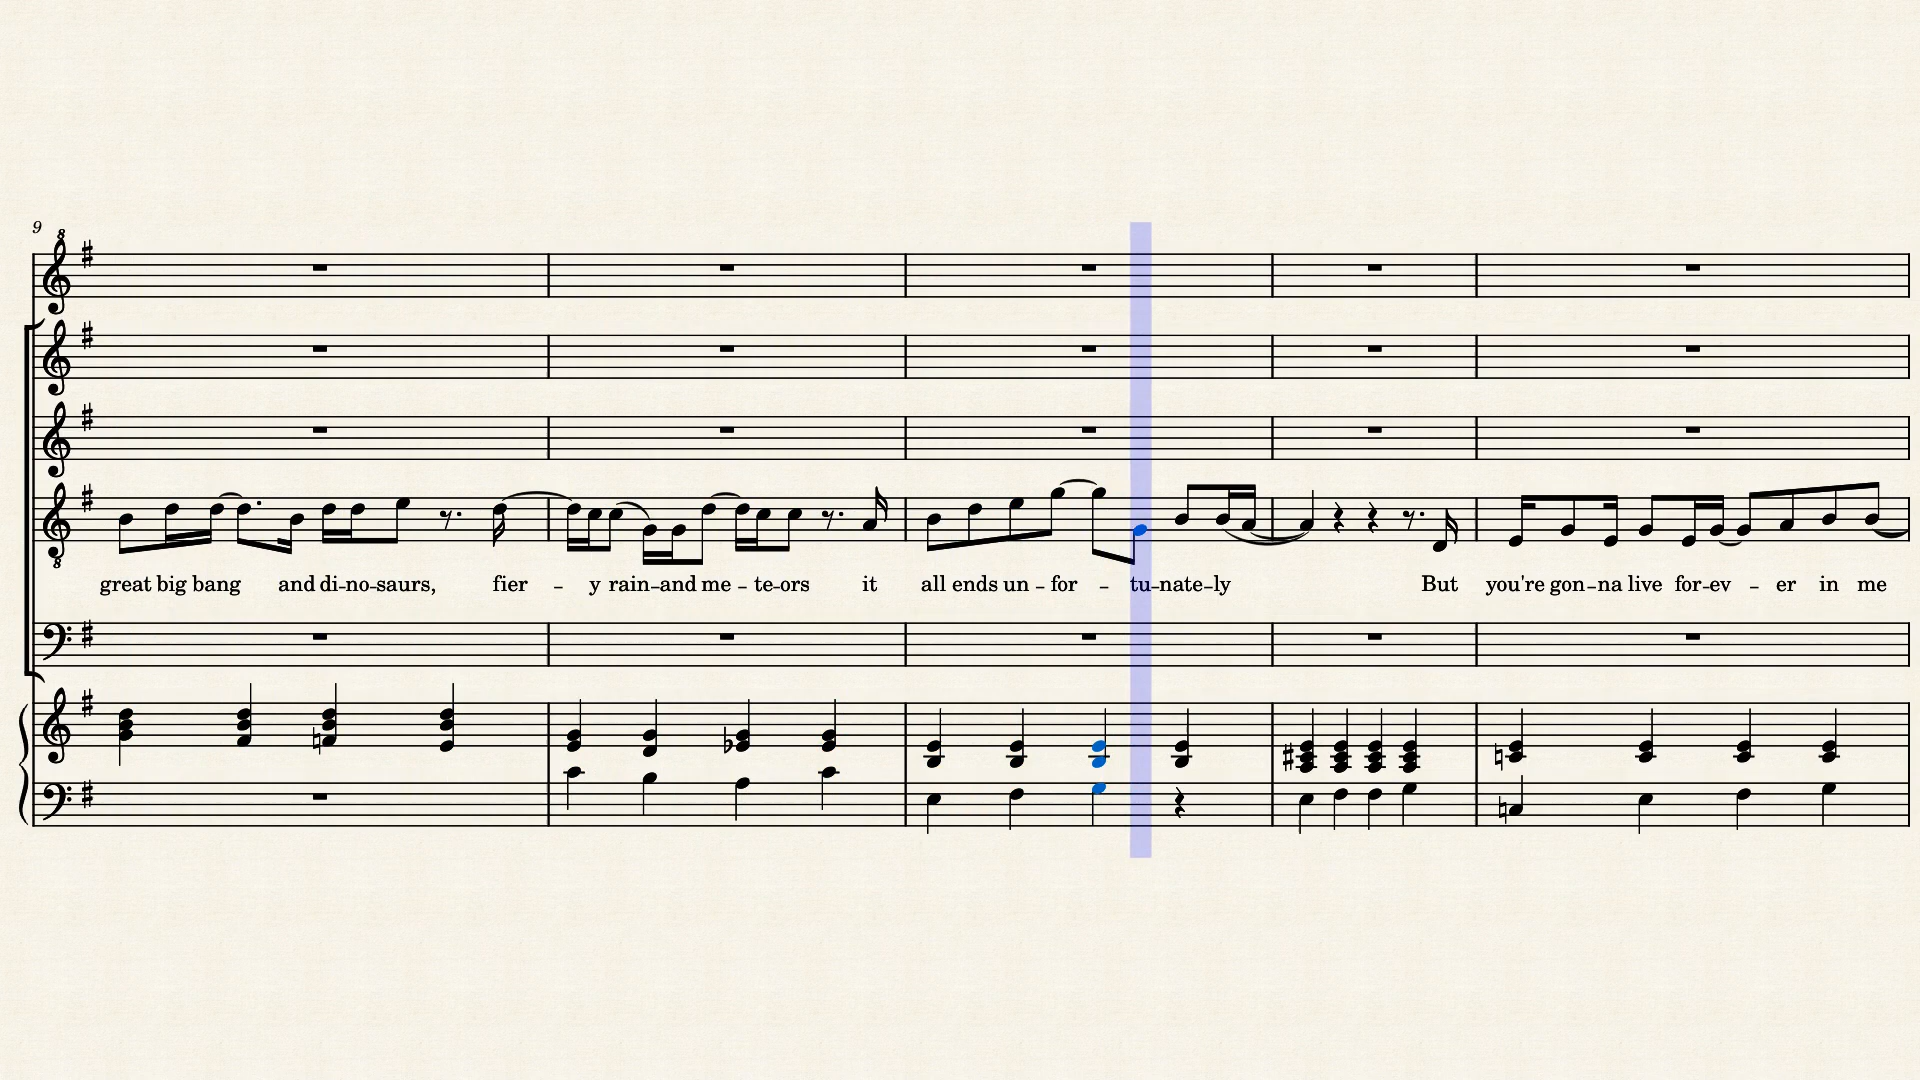 9
great big bang and di-no-saurs, fier - y rain-and me - te-ors it all ends un - for - tu-nate-ly But you're gon-na live for-ev - er in me